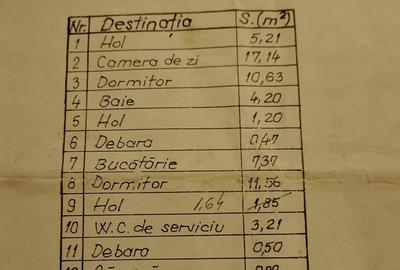 Nr. Destinația S.(m²)
1 Hol 5,21
2 Camera de zi 17,14
3 Dormitor 10,63
4 Baie 4,20
5 Hol 1,20
6 Debara 0,47
7 Bucătărie 7,37
8 Dormitor 11,56
9 Hol 1,64 1,85
10 W.C. de serviciu 3,21
11 Debara 0,50